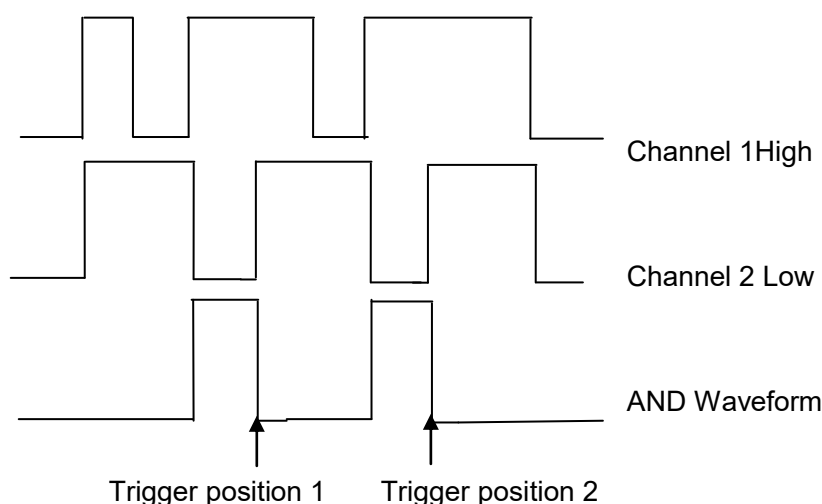 Channel 1High
Channel 2 Low
AND Waveform
Trigger position 1
Trigger position 2